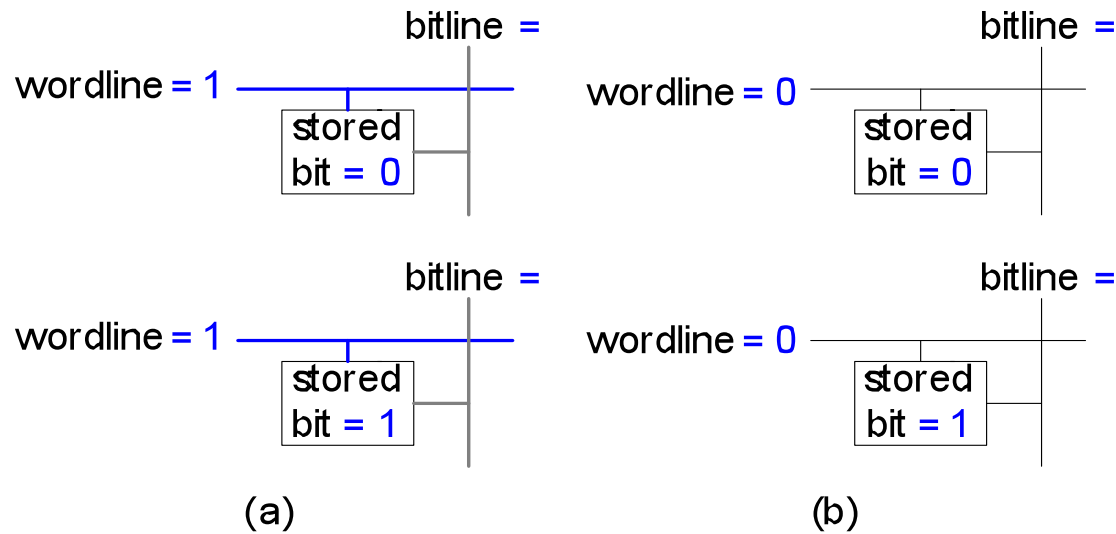 bitline =
wordline = 1
stored
bit = 0
bitline =
wordline = 0
stored
bit = 0
bitline =
wordline = 1
stored
bit = 1
bitline =
wordline = 0
stored
bit = 1
(a)
(b)